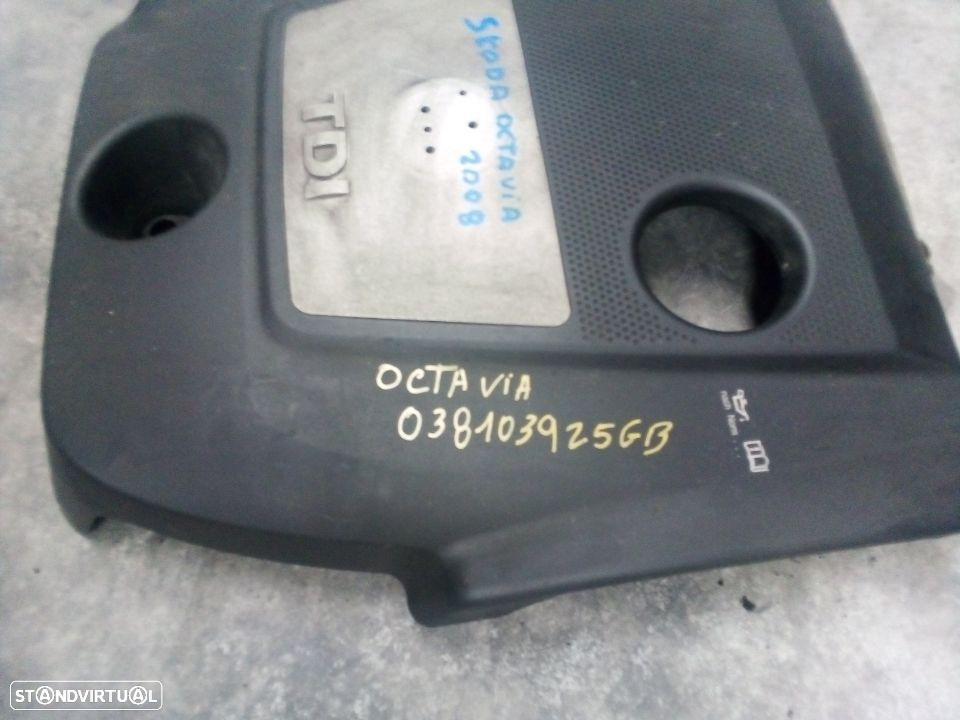 SKODA OCTAVIA
2008
TDI
OCTAVIA
038103925GB
STANDVIRTUAL